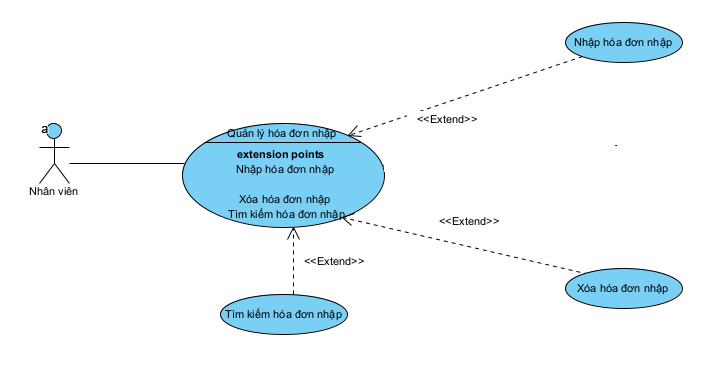 Nhập hóa đơn nhập
<<Extend>>
a
Quản lý hóa đơn nhập
extension points
Nhập hóa đơn nhập
Xóa hóa đơn nhập
Tìm kiếm hóa đơn nhập
Nhân viên
<<Extend>>
<<Extend>>
Xóa hóa đơn nhập
Tìm kiếm hóa đơn nhập